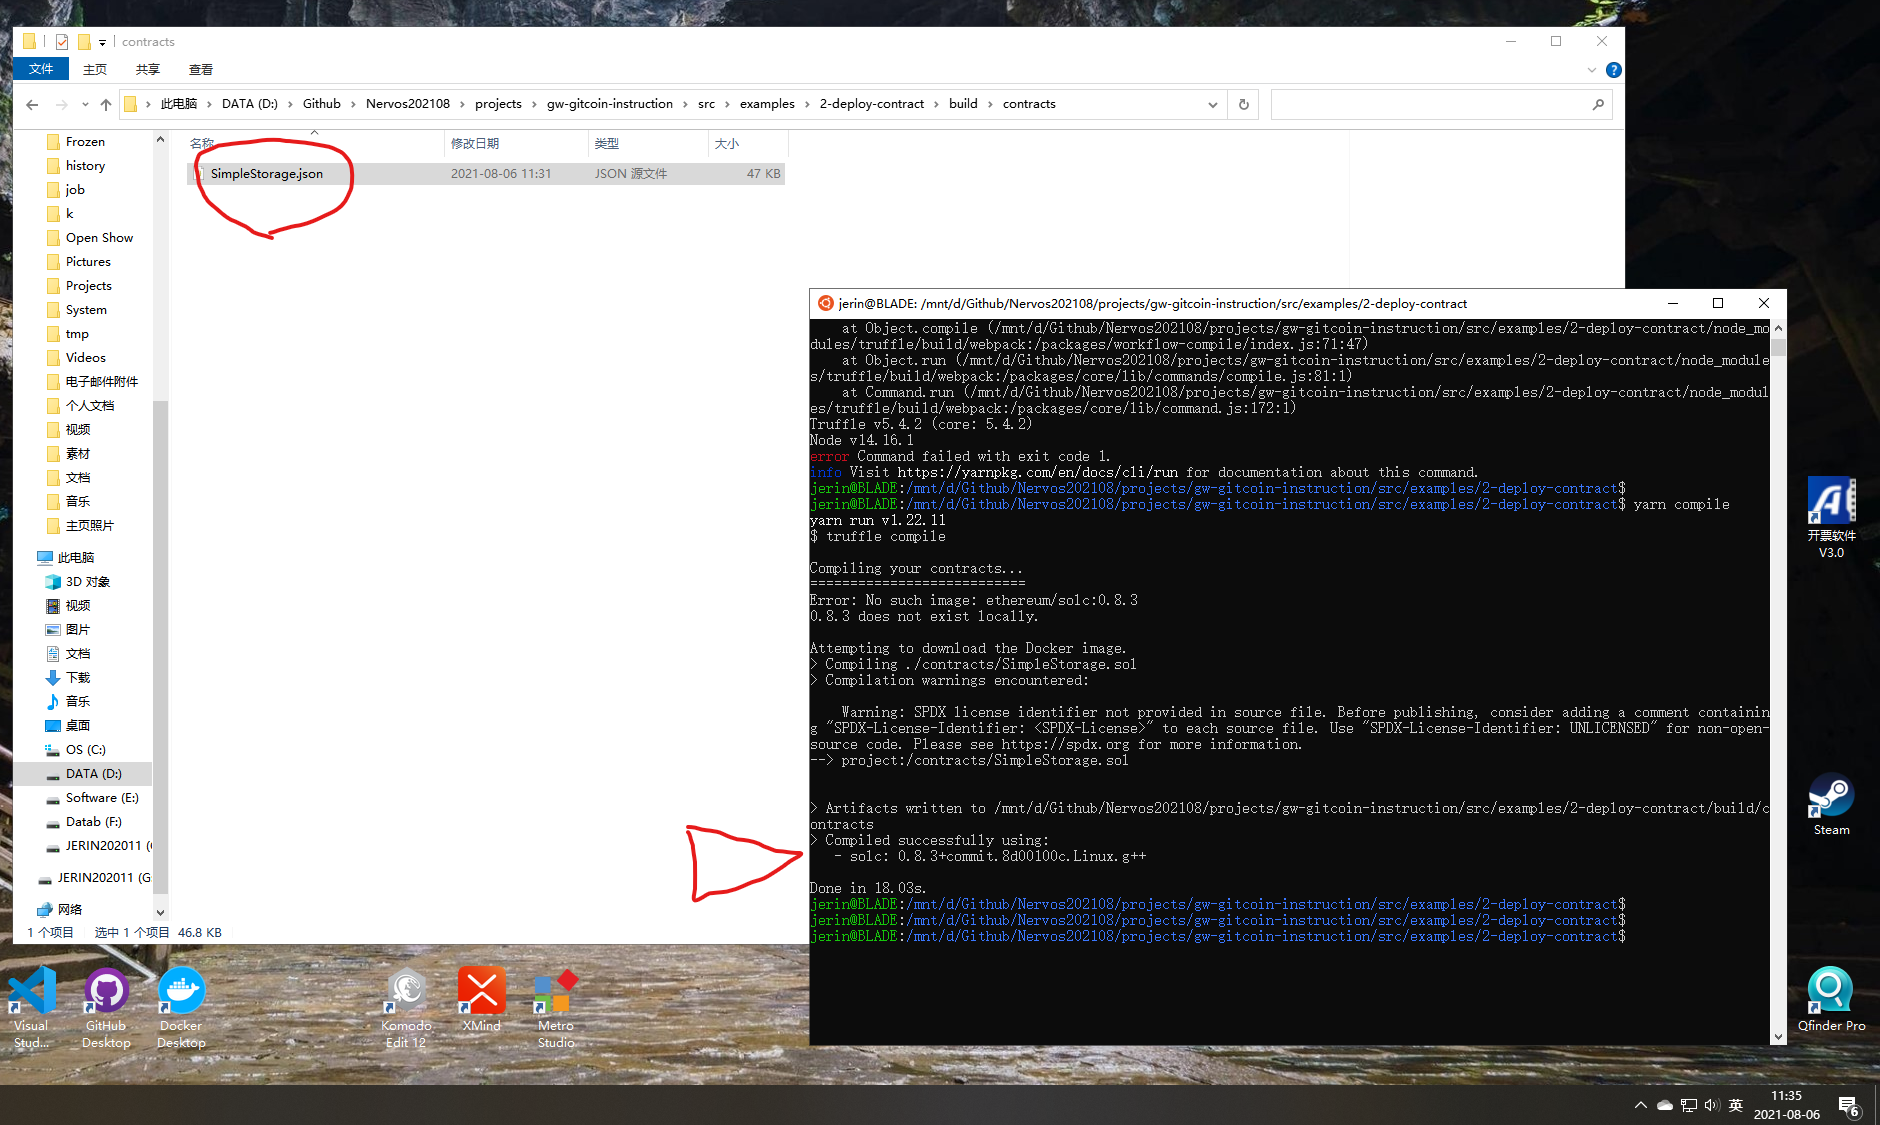 contracts
文件 主页 共享 查看
此电脑 DATA (D:) Github Nervos202108 projects gw-gitcoin-instruction src examples 2-deploy-contract build contracts
名称 修改日期 类型 大小
SimpleStorage.json 2021-08-06 11:31 JSON 源文件 47 KB
Frozen
history
job
k
Open Show
Pictures
Projects
System
tmp
Videos
电子邮件附件
个人文档
视频
素材
文档
音乐
主页照片
此电脑
3D 对象
视频
图片
文档
下载
音乐
桌面
OS (C:)
DATA (D:)
Software (E:)
Datab (F:)
JERIN202011 (
JERIN202011 (G
网络
1 个项目 选中 1 个项目 46.8 KB
jerin@BLADE: /mnt/d/Github/Nervos202108/projects/gw-gitcoin-instruction/src/examples/2-deploy-contract
at Object.compile (/mnt/d/Github/Nervos202108/projects/gw-gitcoin-instruction/src/examples/2-deploy-contract/node_mo
dules/truffle/build/webpack:/packages/workflow-compile/index.js:71:47)
at Object.run (/mnt/d/Github/Nervos202108/projects/gw-gitcoin-instruction/src/examples/2-deploy-contract/node_module
s/truffle/build/webpack:/packages/core/lib/commands/compile.js:81:1)
at Command.run (/mnt/d/Github/Nervos202108/projects/gw-gitcoin-instruction/src/examples/2-deploy-contract/node_modul
es/truffle/build/webpack:/packages/core/lib/command.js:172:1)
Truffle v5.4.2 (core: 5.4.2)
Node v14.16.1
error Command failed with exit code 1.
info Visit https://yarnpkg.com/en/docs/cli/run for documentation about this command.
jerin@BLADE:/mnt/d/Github/Nervos202108/projects/gw-gitcoin-instruction/src/examples/2-deploy-contract$
jerin@BLADE:/mnt/d/Github/Nervos202108/projects/gw-gitcoin-instruction/src/examples/2-deploy-contract$ yarn compile
yarn run v1.22.11
$ truffle compile
Compiling your contracts...
===========================
Error: No such image: ethereum/solc:0.8.3
0.8.3 does not exist locally.
Attempting to download the Docker image.
> Compiling ./contracts/SimpleStorage.sol
> Compilation warnings encountered:
Warning: SPDX license identifier not provided in source file. Before publishing, consider adding a comment containin
g "SPDX-License-Identifier: <SPDX-License>" to each source file. Use "SPDX-License-Identifier: UNLICENSED" for non-open-
source code. Please see https://spdx.org for more information.
--> project:/contracts/SimpleStorage.sol
> Artifacts written to /mnt/d/Github/Nervos202108/projects/gw-gitcoin-instruction/src/examples/2-deploy-contract/build/c
ontracts
> Compiled successfully using:
- solc: 0.8.3+commit.8d00100c.Linux.g++
Done in 18.03s.
jerin@BLADE:/mnt/d/Github/Nervos202108/projects/gw-gitcoin-instruction/src/examples/2-deploy-contract$
jerin@BLADE:/mnt/d/Github/Nervos202108/projects/gw-gitcoin-instruction/src/examples/2-deploy-contract$
jerin@BLADE:/mnt/d/Github/Nervos202108/projects/gw-gitcoin-instruction/src/examples/2-deploy-contract$
开票软件
V3.0
Steam
Qfinder Pro
Visual
Stud...
GitHub
Desktop
Docker
Desktop
Komodo
Edit 12
XMind
Metro
Studio
英
11:35
2021-08-06
6